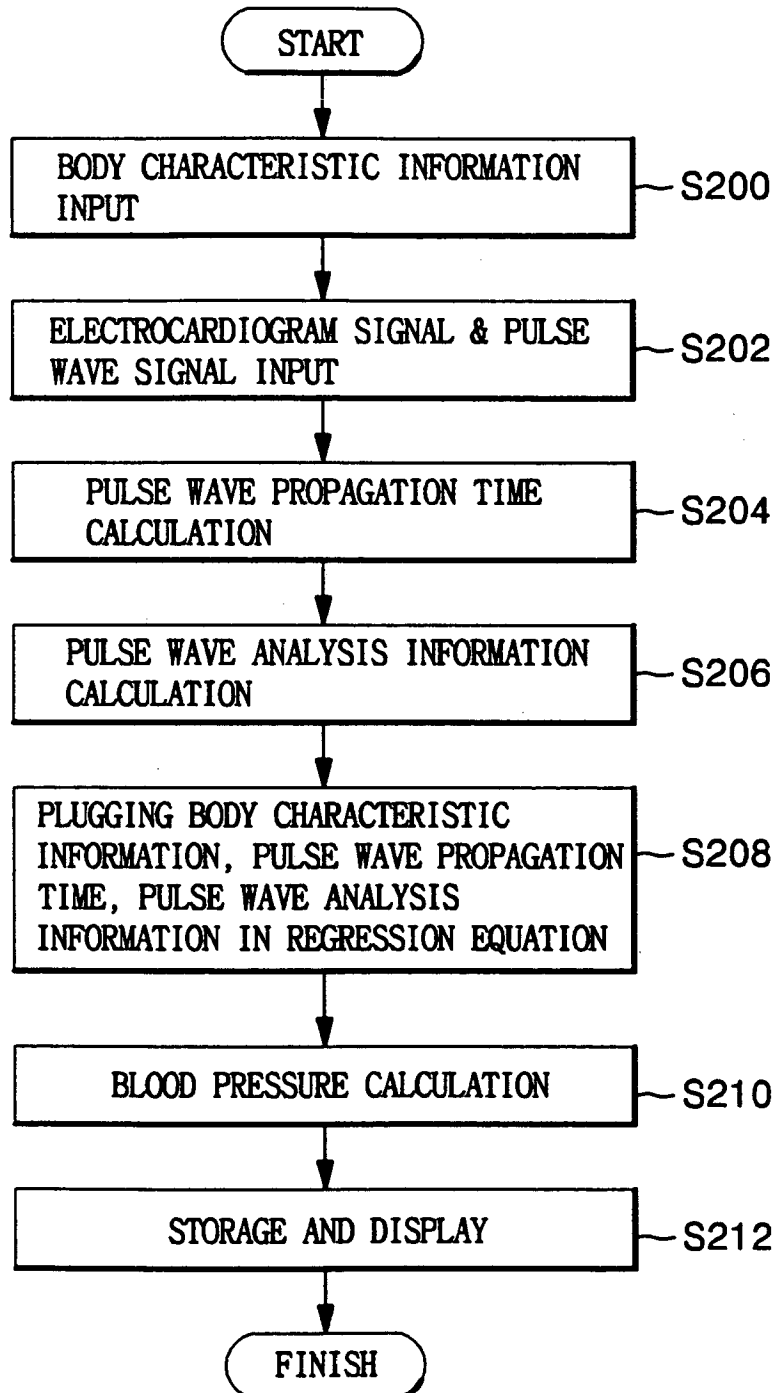 START
BODY CHARACTERISTIC INFORMATION
INPUT
S200
ELECTROCARDIOGRAM SIGNAL & PULSE
WAVE SIGNAL INPUT
S202
PULSE WAVE PROPAGATION TIME
CALCULATION
S204
PULSE WAVE ANALYSIS INFORMATION
CALCULATION
S206
PLUGGING BODY CHARACTERISTIC
INFORMATION, PULSE WAVE PROPAGATION
TIME, PULSE WAVE ANALYSIS
INFORMATION IN REGRESSION EQUATION
S208
BLOOD PRESSURE CALCULATION
S210
STORAGE AND DISPLAY
S212
FINISH